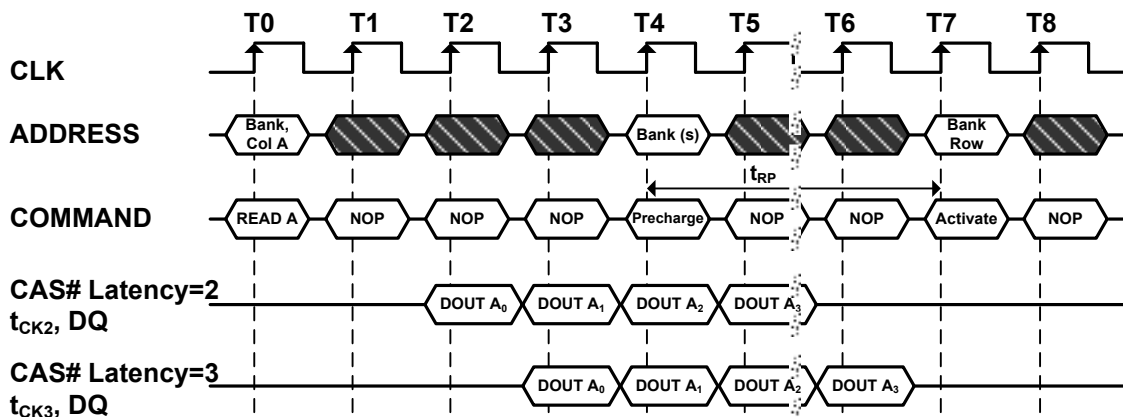 T0 T1 T2 T3 T4 T5 T6 T7 T8
CLK
ADDRESS
Bank,
Col A
Bank (s)
Bank
Row
tRP
COMMAND
READ A NOP NOP NOP Precharge NOP NOP Activate NOP
CAS# Latency=2
tCK2, DQ
DOUT A0 DOUT A1 DOUT A2 DOUT A3
CAS# Latency=3
tCK3, DQ
DOUT A0 DOUT A1 DOUT A2 DOUT A3